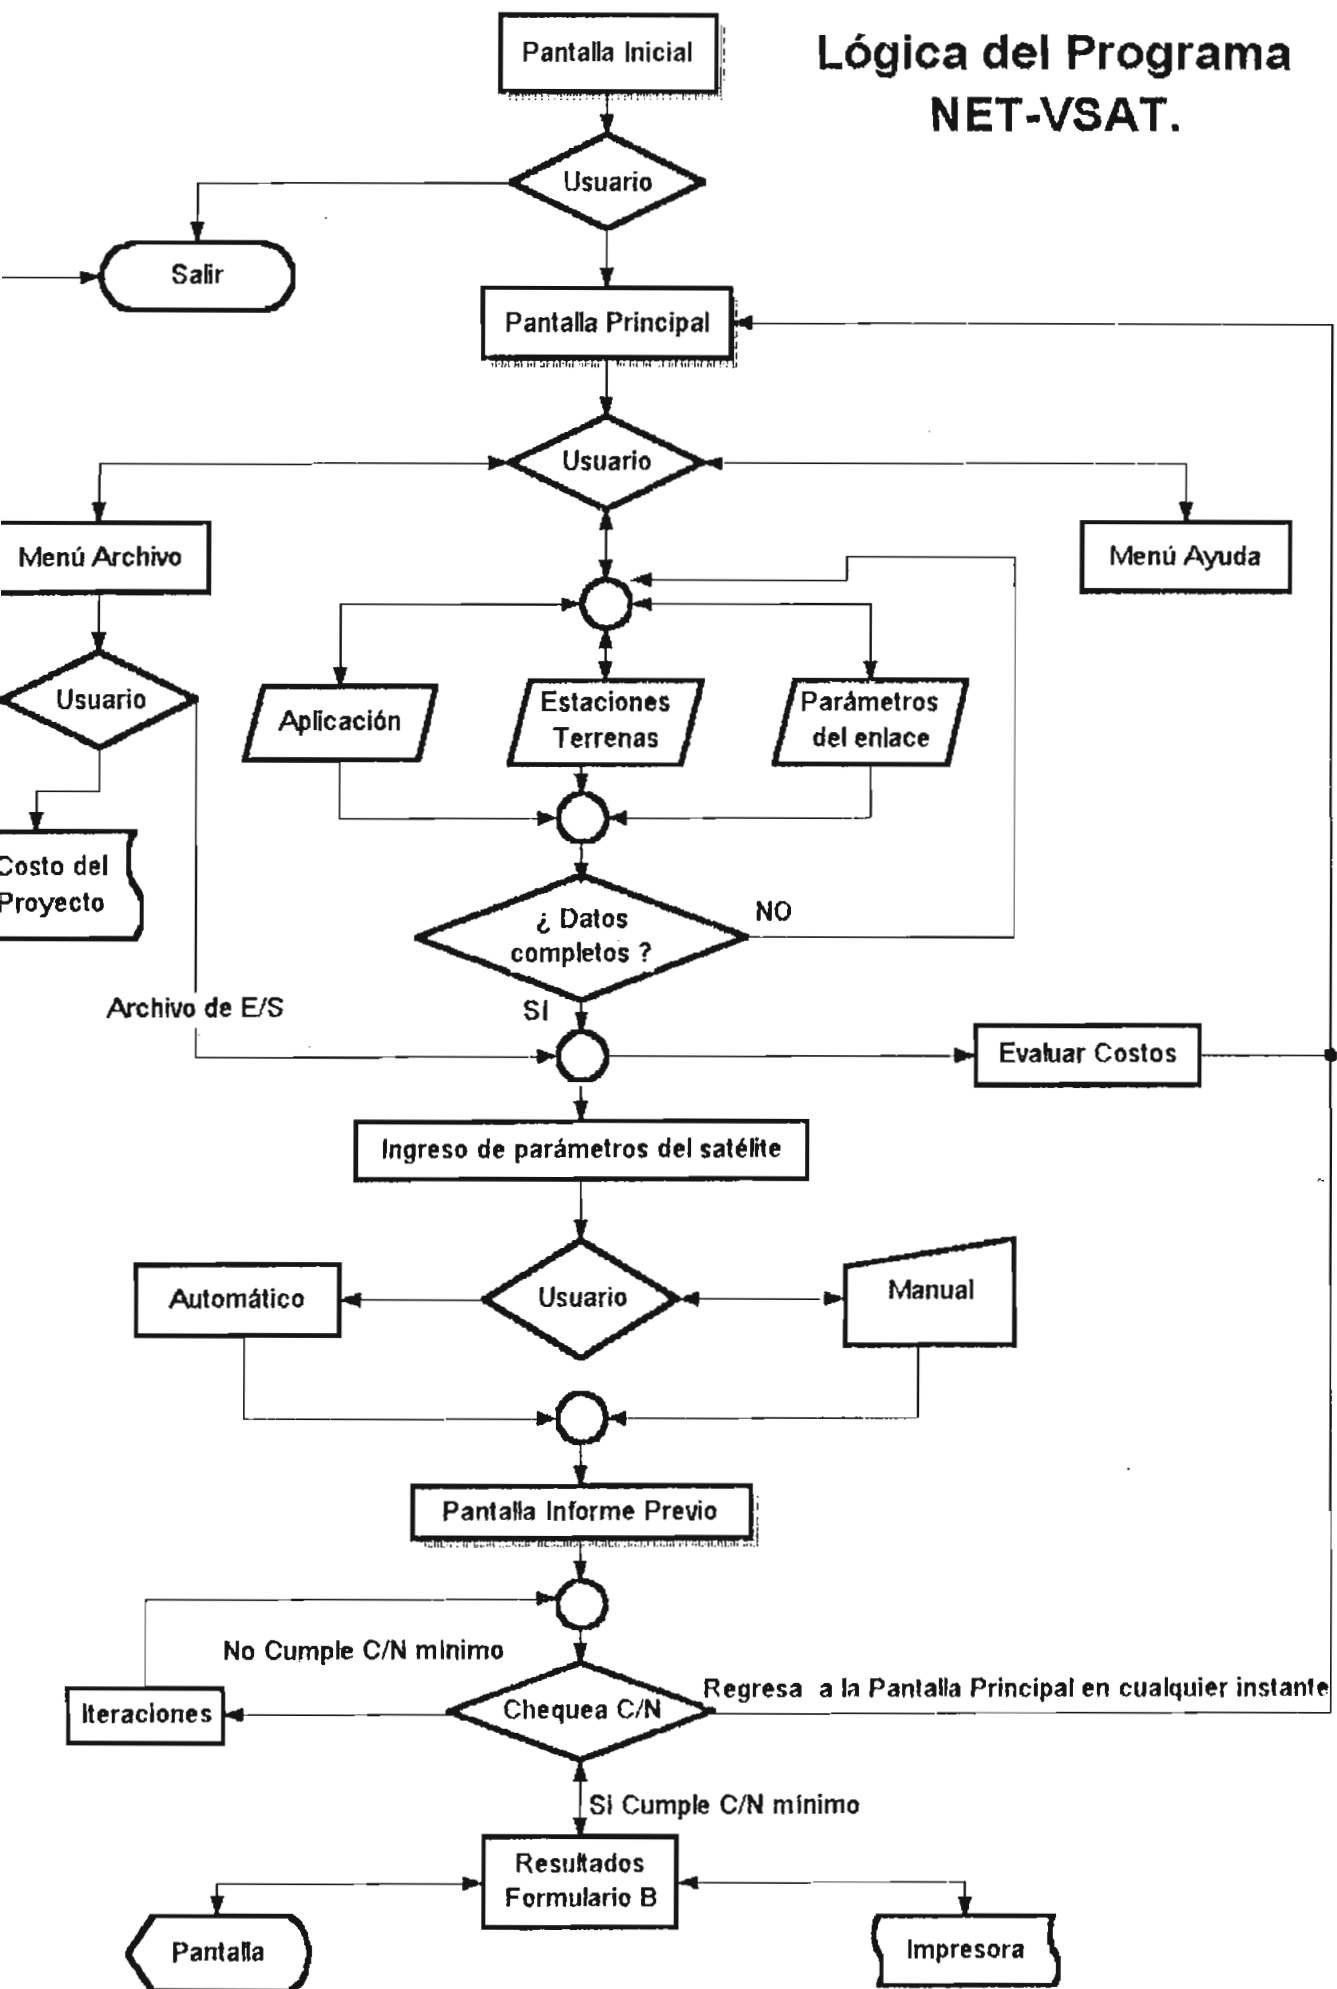 Pantalla Inicial
Lógica del Programa
NET-VSAT.
Usuario
Salir
Pantalla Principal
Usuario
Menú Archivo
Menú Ayuda
Usuario
Aplicación
Estaciones
Terrenas
Parámetros
del enlace
Costo del
Proyecto
¿ Datos
completos ?
NO
Archivo de E/S
SI
Evaluar Costos
Ingreso de parámetros del satélite
Automático
Usuario
Manual
Pantalla Informe Previo
No Cumple C/N mínimo
Iteraciones
Chequea C/N
Regresa a la Pantalla Principal en cualquier instante
SI Cumple C/N mínimo
Resultados
Formulario B
Pantalla
Impresora